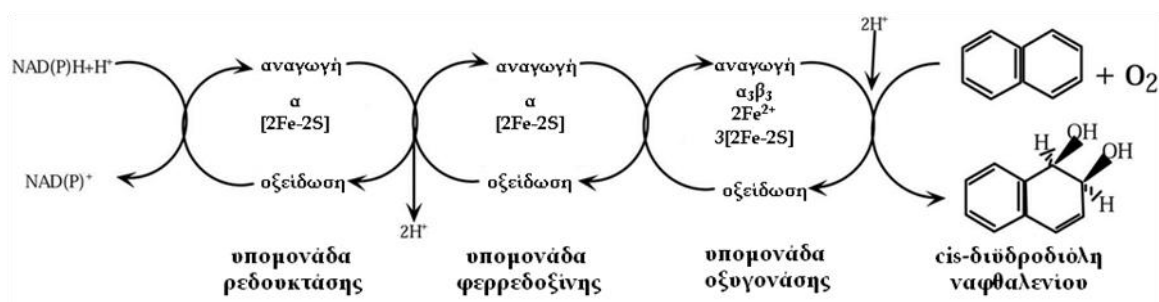 NAD(P)H+H⁺
NAD(P)⁺
αναγωγή
α
[2Fe-2S]
οξείδωση
2H⁺
αναγωγή
α
[2Fe-2S]
οξείδωση
αναγωγή
α₃β₃
2Fe²⁺
3[2Fe-2S]
οξείδωση
2H⁺
+ O₂
H
OH
OH
H
υπομονάδα
ρεδουκτάσης
υπομονάδα
φερρεδοξίνης
υπομονάδα
οξυγονάσης
cis-διϋδροδιόλη
ναφθαλενίου